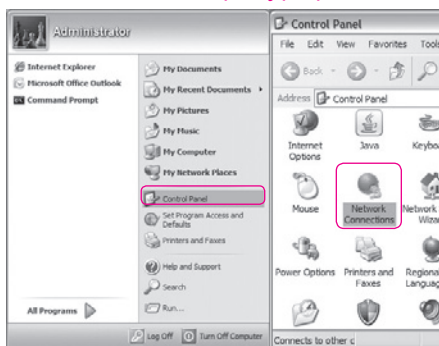 Administrator
Internet Explorer
Microsoft Office Outlook
Command Prompt
All Programs
My Documents
My Recent Documents
My Pictures
My Music
My Computer
My Network Places
Control Panel
Set Program Access and
Defaults
Printers and Faxes
Help and Support
Search
Run...
Log Off Turn Off Computer
Control Panel
File Edit View Favorites Tools
Back
Address Control Panel
Internet
Options
Java
Mouse
Network
Connections
Network
Power Options
Printers and
Faxes
Connects to other c